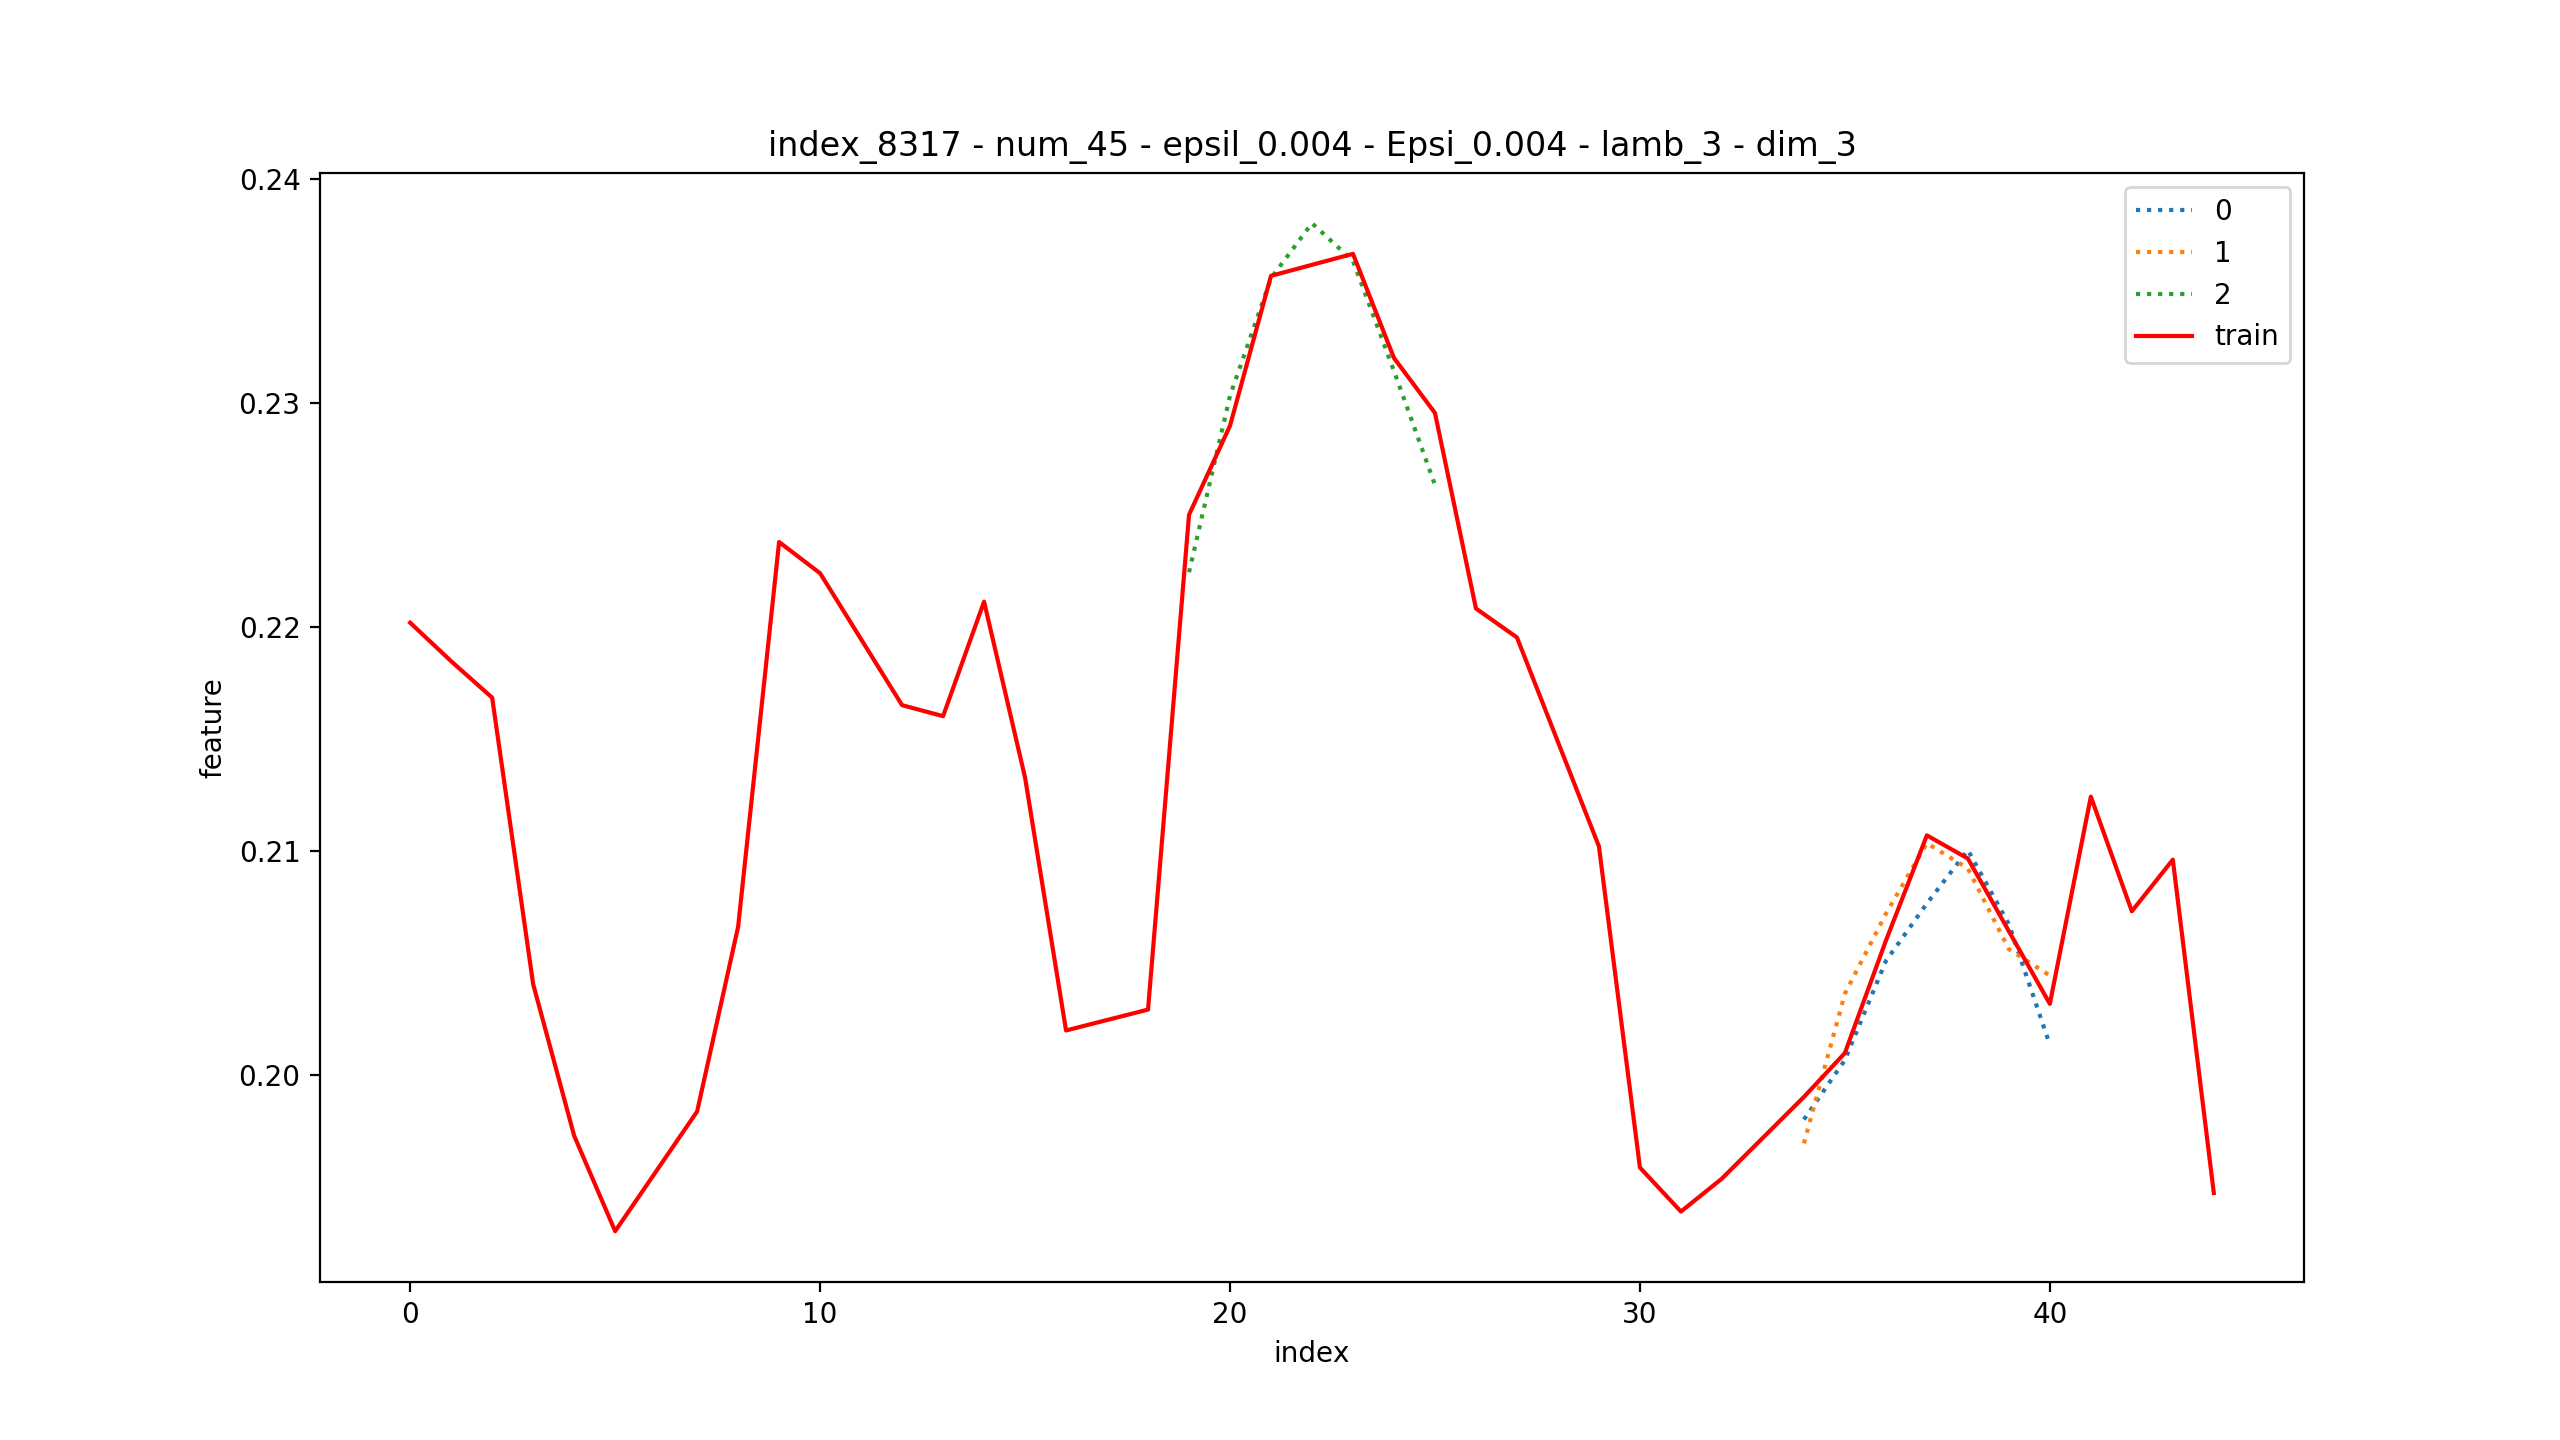 index_8317 - num_45 - epsil_0.004 - Epsi_0.004 - lamb_3 - dim_3
0.24
0.23
0.22
0.21
0.20
feature
0
1
2
train
0 10 20 30 40
index